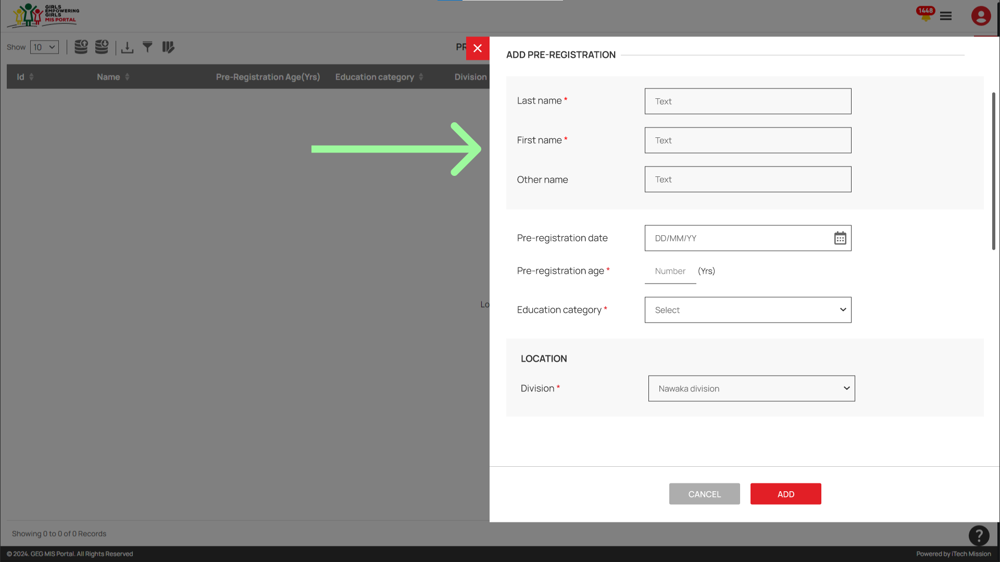 GIRLS
EMPOWERING
GIRLS
MIS PORTAL
1448
Show 10
Id Name Pre-Registration Age(Yrs) Education category Division
ADD PRE-REGISTRATION
Last name * Text
First name * Text
Other name Text
Pre-registration date DD/MM/YY
Pre-registration age * Number (Yrs)
Education category * Select
LOCATION
Division * Nawaka division
CANCEL ADD
Showing 0 to 0 of 0 Records
?
© 2024. GEG MIS Portal. All Rights Reserved Powered by iTech Mission